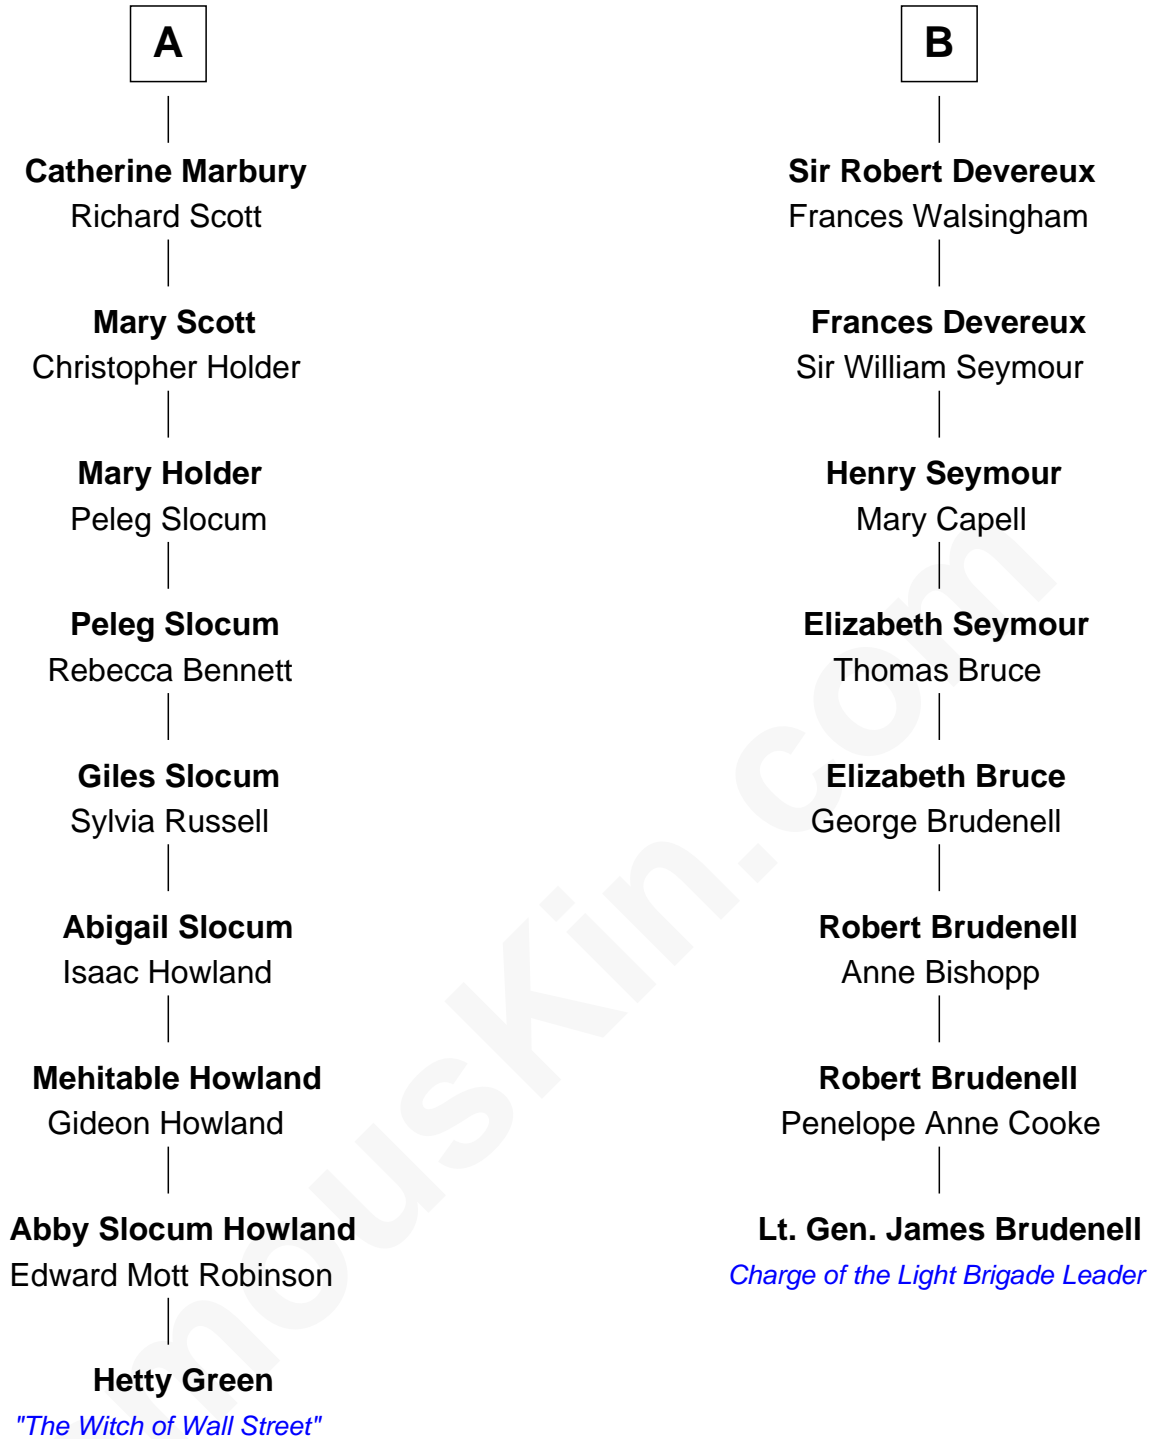 A
Catherine Marbury
Richard Scott
Mary Scott
Christopher Holder
Mary Holder
Peleg Slocum
Peleg Slocum
Rebecca Bennett
Giles Slocum
Sylvia Russell
Abigail Slocum
Isaac Howland
Mehitable Howland
Gideon Howland
Abby Slocum Howland
Edward Mott Robinson
Hetty Green
"The Witch of Wall Street"
B
Sir Robert Devereux
Frances Walsingham
Frances Devereux
Sir William Seymour
Henry Seymour
Mary Capell
Elizabeth Seymour
Thomas Bruce
Elizabeth Bruce
George Brudenell
Robert Brudenell
Anne Bishopp
Robert Brudenell
Penelope Anne Cooke
Lt. Gen. James Brudenell
Charge of the Light Brigade Leader
mouskin.com